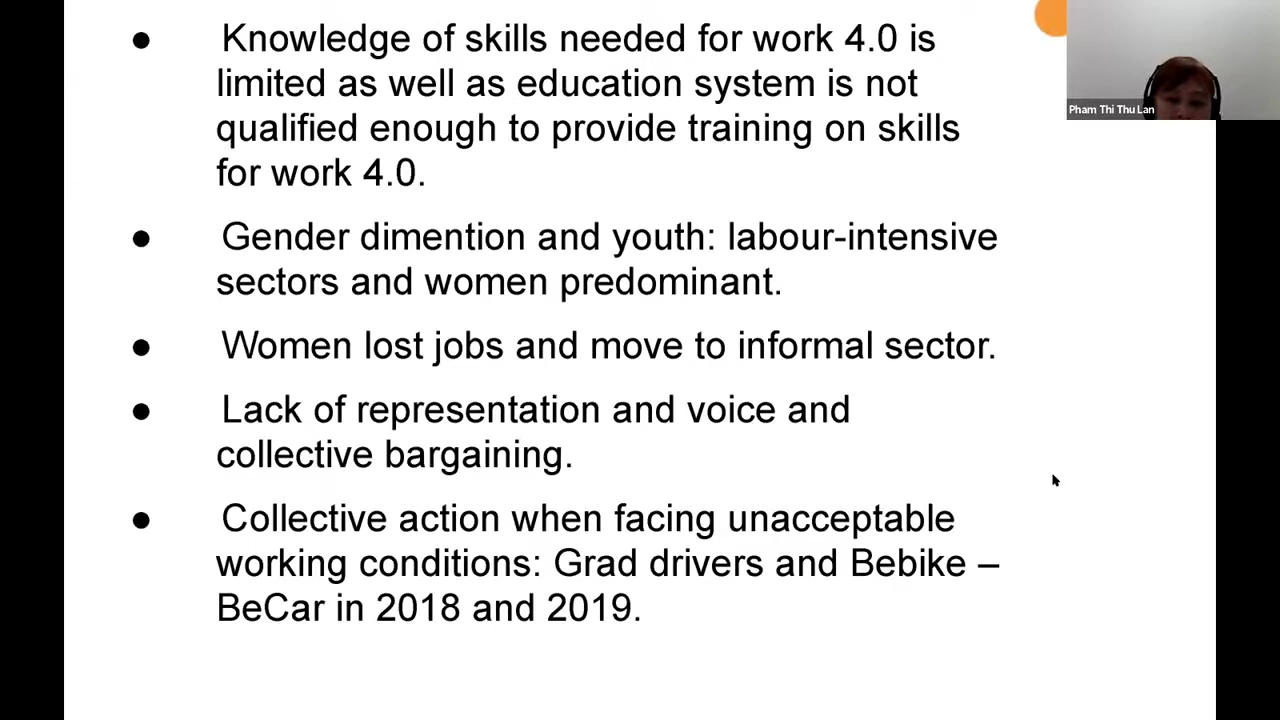 ● Knowledge of skills needed for work 4.0 is
limited as well as education system is not
qualified enough to provide training on skills
for work 4.0.
● Gender dimention and youth: labour-intensive
sectors and women predominant.
● Women lost jobs and move to informal sector.
● Lack of representation and voice and
collective bargaining.
● Collective action when facing unacceptable
working conditions: Grad drivers and Bebike –
BeCar in 2018 and 2019.
Pham Thi Thu Lan